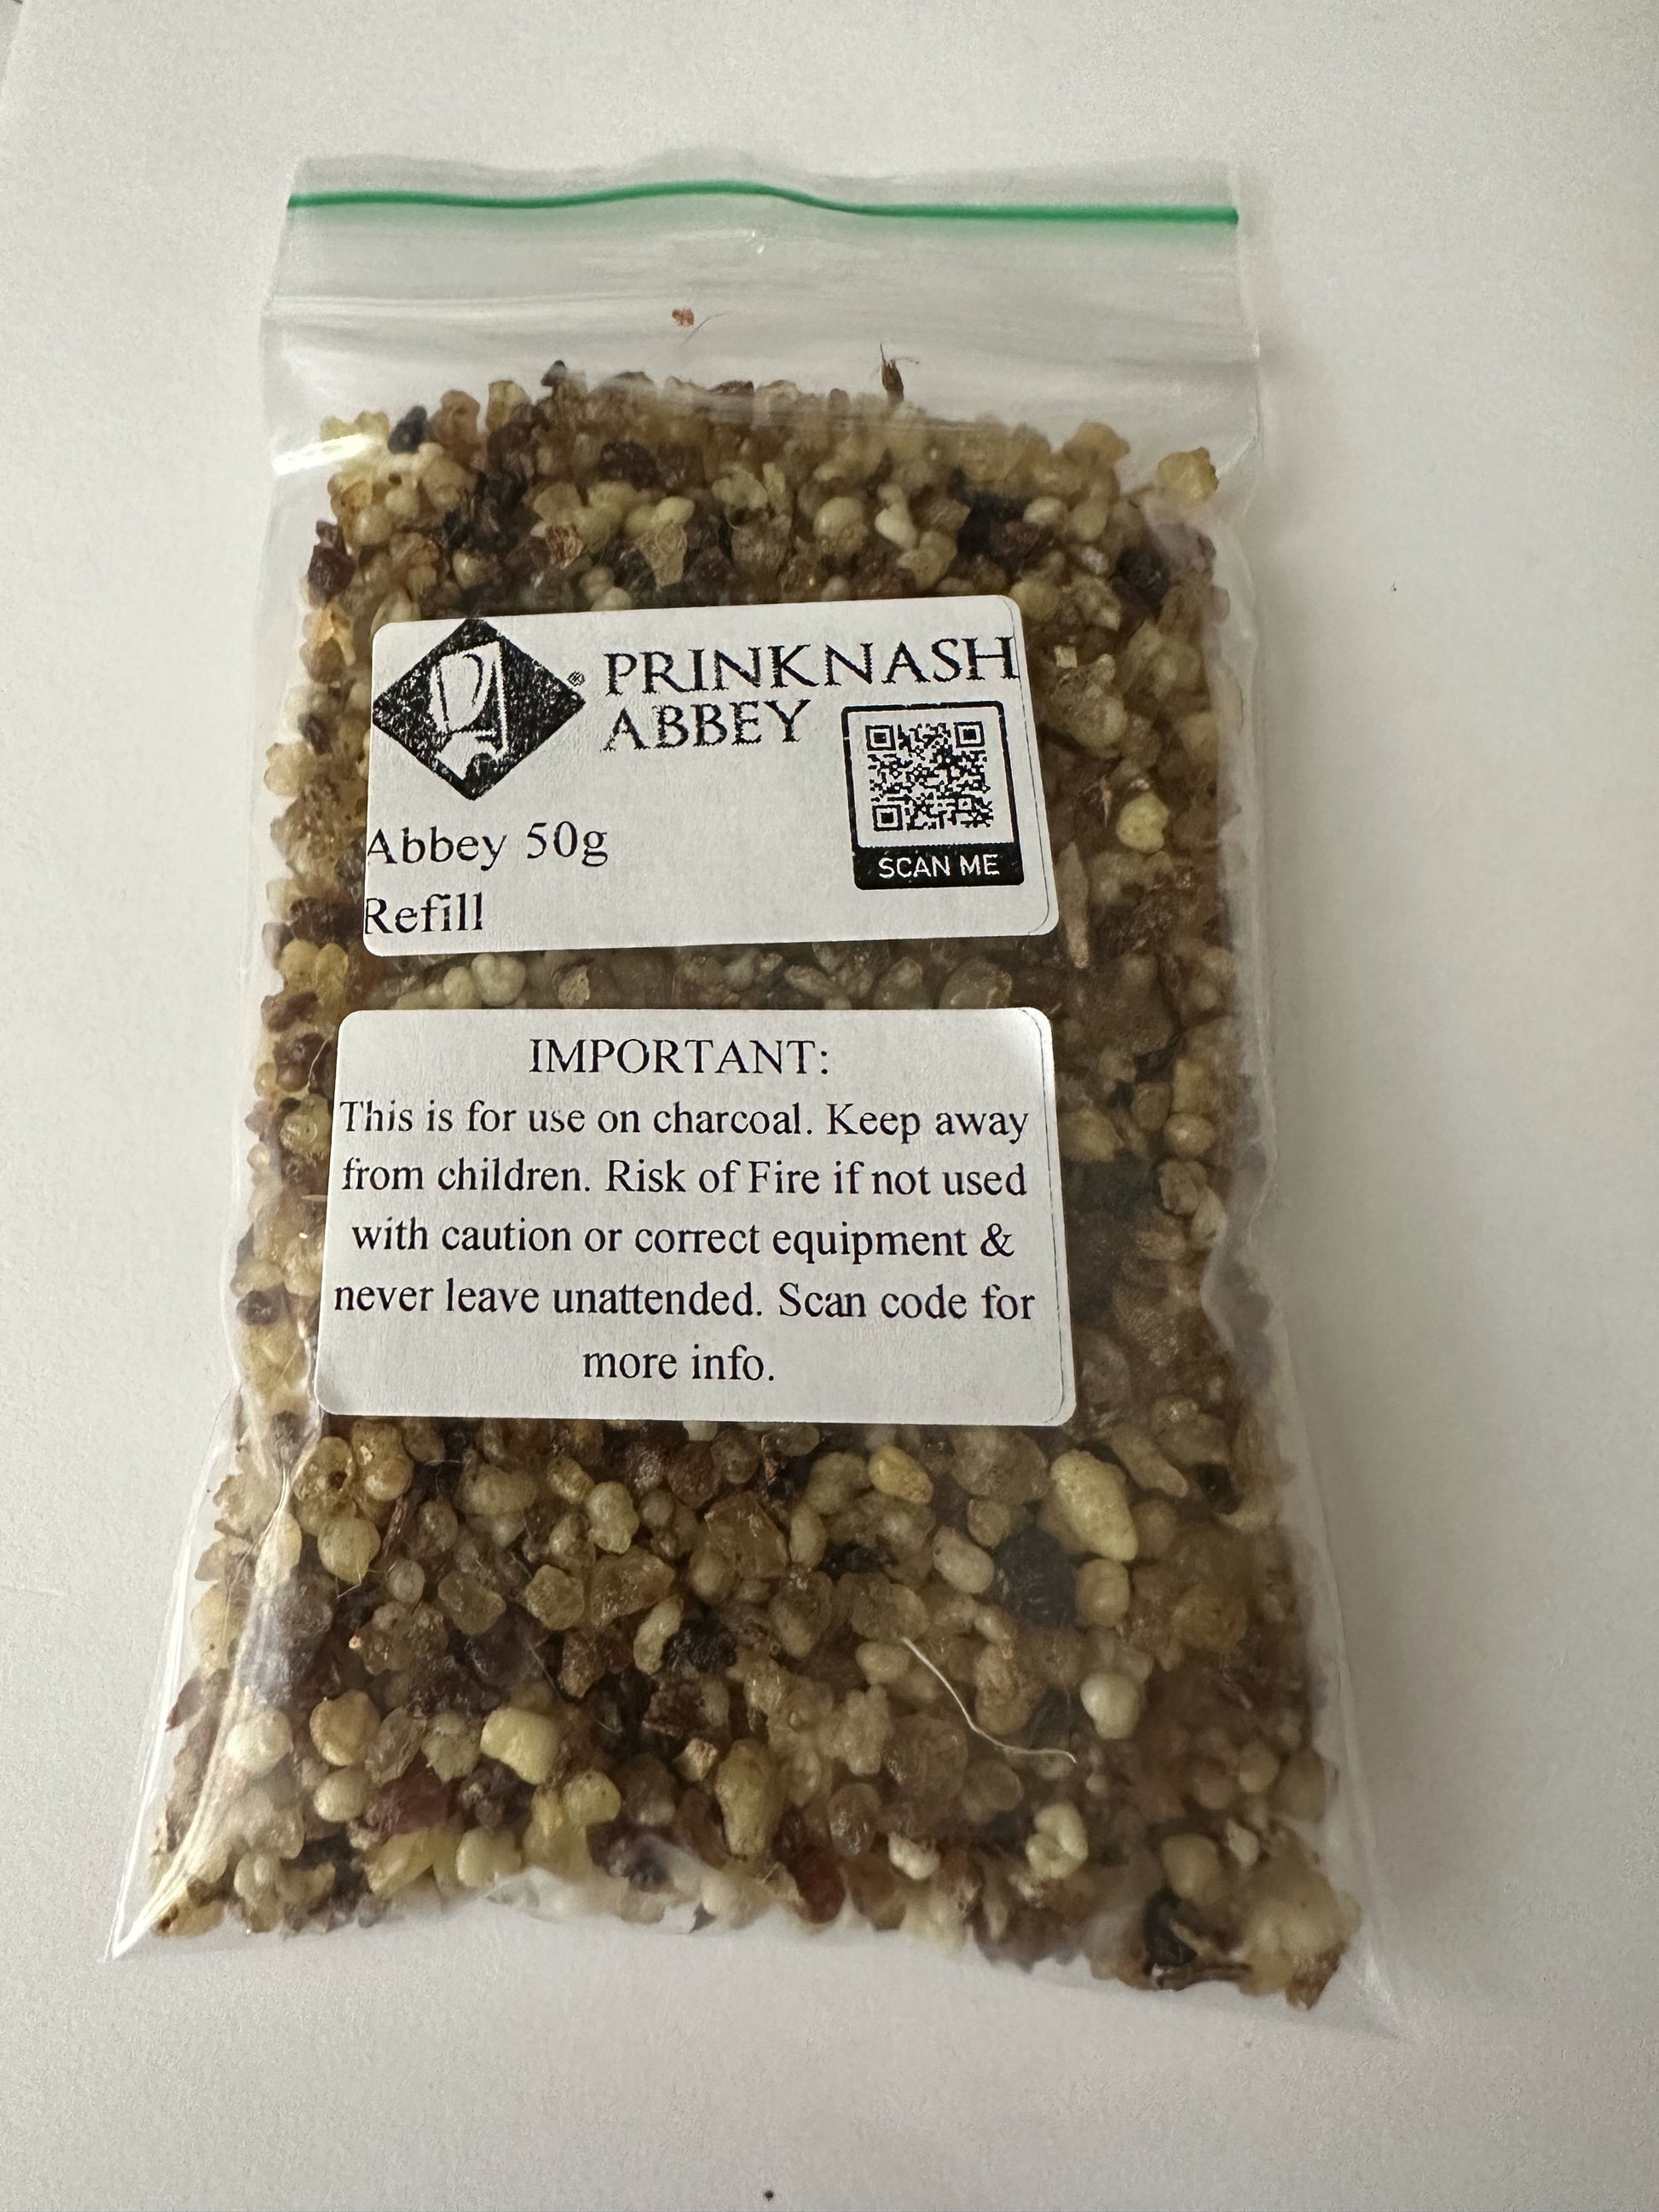 PRINKNASH
ABBEY
®
SCAN ME
Abbey 50g
Refill
IMPORTANT:
This is for use on charcoal. Keep away
from children. Risk of Fire if not used
with caution or correct equipment &
never leave unattended. Scan code for
more info.